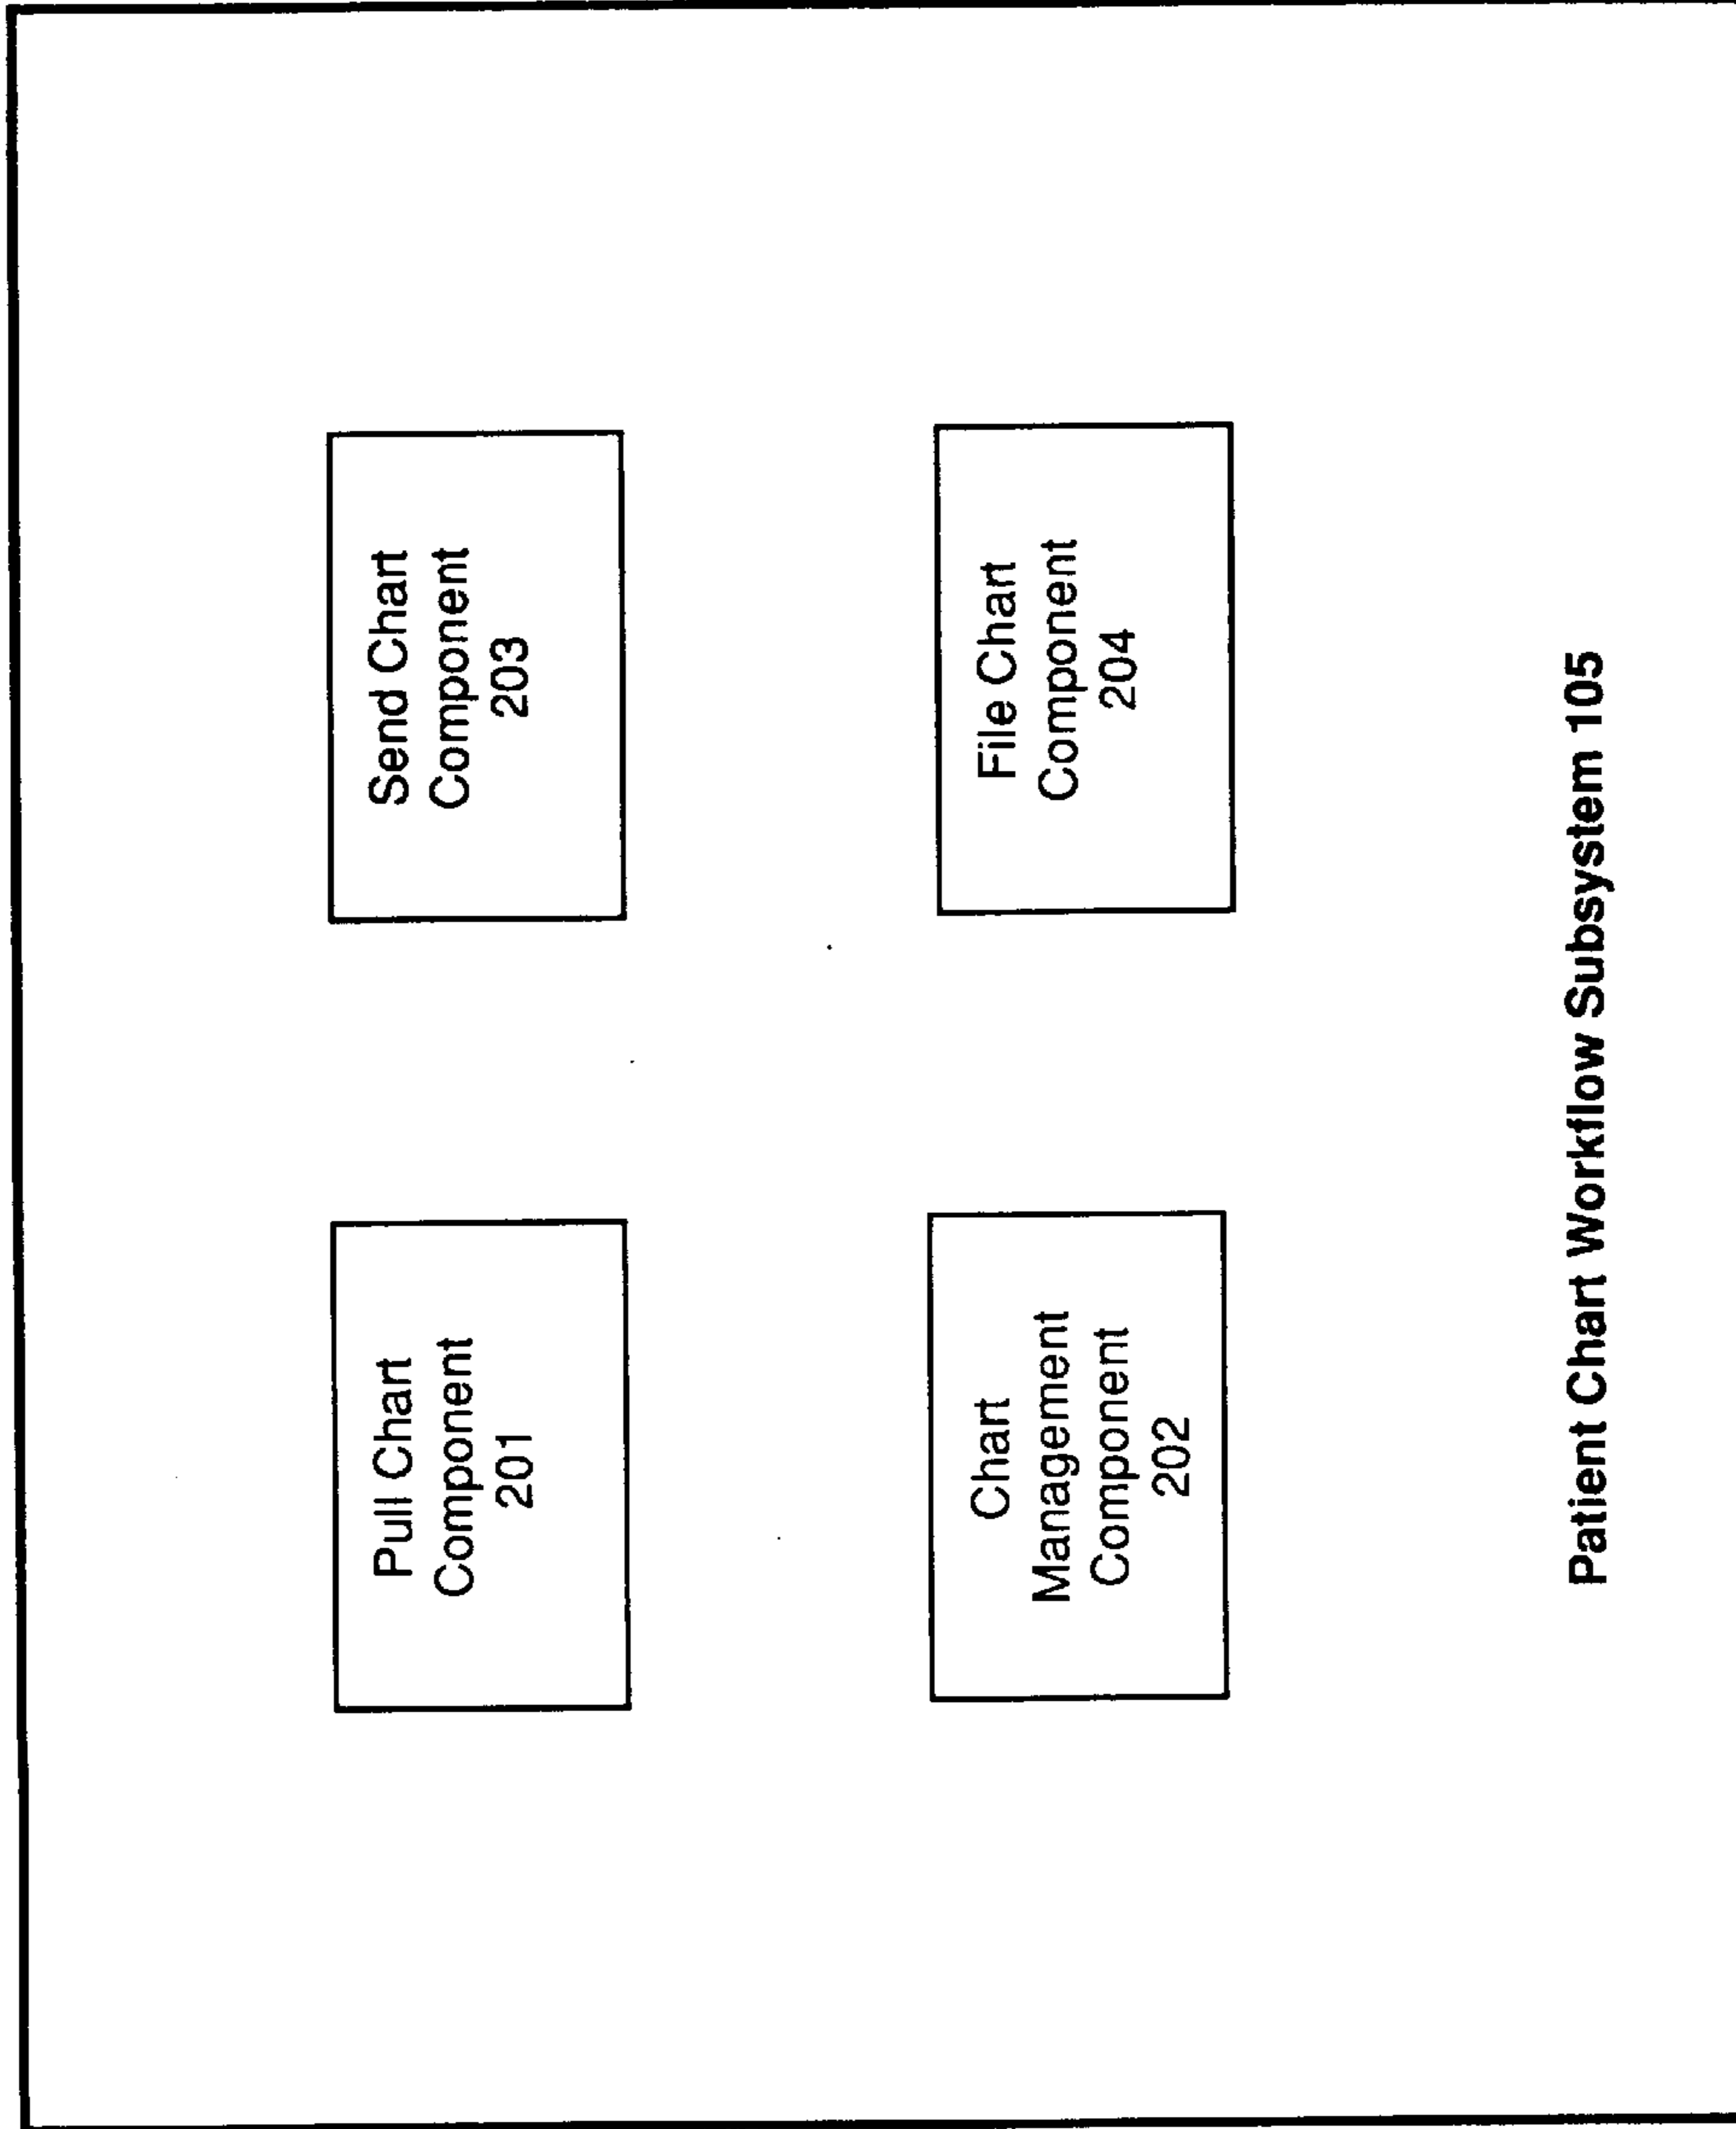 Pull Chart
Component
201
Send Chart
Component
203
Chart
Management
Component
202
File Chart
Component
204
Patient Chart Workflow Subsystem 105